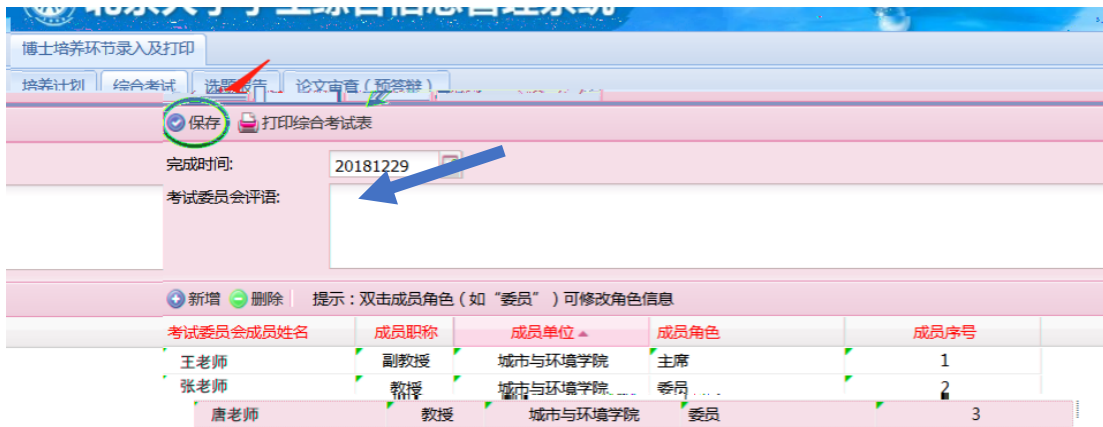 博士培养环节录入及打印
培养计划 综合考试 选题报告 论文审查（预答辩）
保存 打印综合考试表
完成时间: 20181229
考试委员会评语:
新增 删除 提示：双击成员角色（如“委员”）可修改角色信息
考试委员会成员姓名 成员职称 成员单位 成员角色 成员序号
王老师 副教授 城市与环境学院 主席 1
张老师 教授 城市与环境学院 委员 2
唐老师 教授 城市与环境学院 委员 3